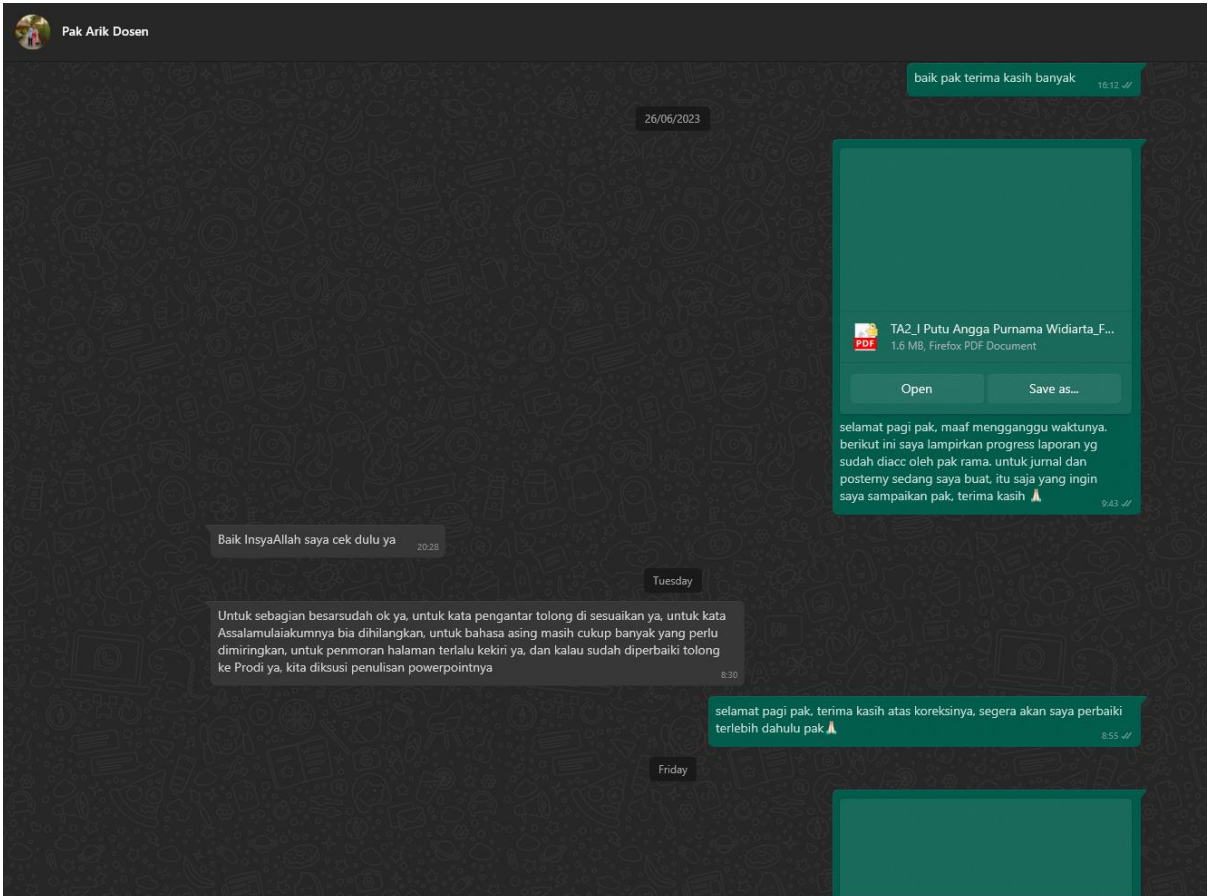 Pak Arik Dosen
baik pak terima kasih banyak
16:12
26/06/2023
PDF
TA2_I Putu Angga Purnama Widiarta_F...
1.6 MB, Firefox PDF Document
Open
Save as...
selamat pagi pak, maaf mengganggu waktunya.
berikut ini saya lampirkan progress laporan yg
sudah diacc oleh pak rama. untuk jurnal dan
posterny sedang saya buat, itu saja yang ingin
saya sampaikan pak, terima kasih 🙏🏻
9:43
Baik InsyaAllah saya cek dulu ya
20:28
Tuesday
Untuk sebagian besarsudah ok ya, untuk kata pengantar tolong di sesuaikan ya, untuk kata
Assalamulaiakumnya bia dihilangkan, untuk bahasa asing masih cukup banyak yang perlu
dimiringkan, untuk penmoran halaman terlalu kekiri ya, dan kalau sudah diperbaiki tolong
ke Prodi ya, kita diksusi penulisan powerpointnya
8:30
selamat pagi pak, terima kasih atas koreksinya, segera akan saya perbaiki
terlebih dahulu pak🙏🏻
8:55
Friday